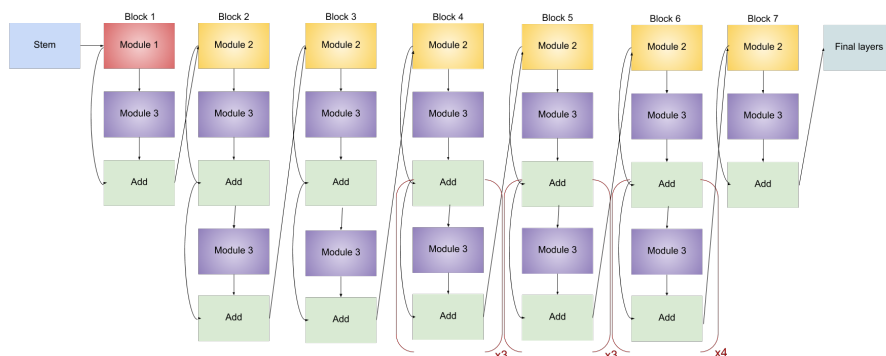 Block 1
Block 2
Block 3
Block 4
Block 5
Block 6
Block 7
Stem
Module 1
Module 2
Module 2
Module 2
Module 2
Module 2
Module 2
Final layers
Module 3
Module 3
Module 3
Module 3
Module 3
Module 3
Module 3
Add
Add
Add
Add
Add
Add
Add
Module 3
Module 3
Module 3
Module 3
Module 3
Add
Add
Add
Add
Add
x3
x3
x4